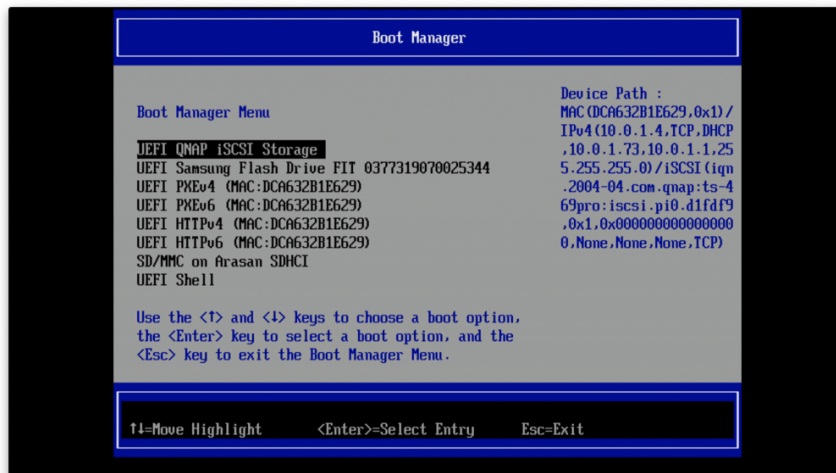 Boot Manager
Boot Manager Menu
UEFI QNAP iSCSI Storage
UEFI Samsung Flash Drive FIT 0377319070025344
UEFI PXEv4 (MAC:DCA632B1E629)
UEFI PXEv6 (MAC:DCA632B1E629)
UEFI HTTPv4 (MAC:DCA632B1E629)
UEFI HTTPv6 (MAC:DCA632B1E629)
SD/MMC on Arasan SDHCI
UEFI Shell
Use the <↑> and <↓> keys to choose a boot option,
the <Enter> key to select a boot option, and the
<Esc> key to exit the Boot Manager Menu.
Device Path :
MAC(DCA632B1E629,0x1)/
IPv4(10.0.1.4,TCP,DHCP
,10.0.1.73,10.0.1.1,25
5.255.255.0)/iSCSI(iqn
.2004-04.com.qnap:ts-4
69pro:iscsi.pi0.d1fdf9
,0x1,0x000000000000000
0,None,None,None,TCP)
↑↓=Move Highlight <Enter>=Select Entry Esc=Exit